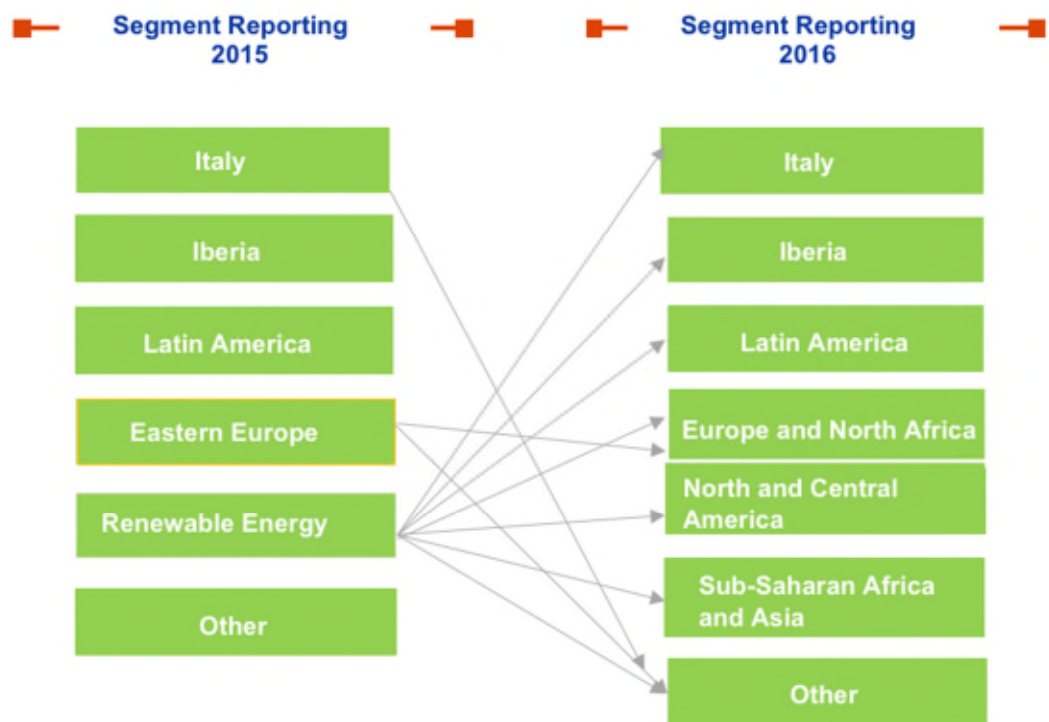 Segment Reporting
2015
Segment Reporting
2016
Italy
Iberia
Latin America
Eastern Europe
Renewable Energy
Other
Italy
Iberia
Latin America
Europe and North Africa
North and Central
America
Sub-Saharan Africa
and Asia
Other